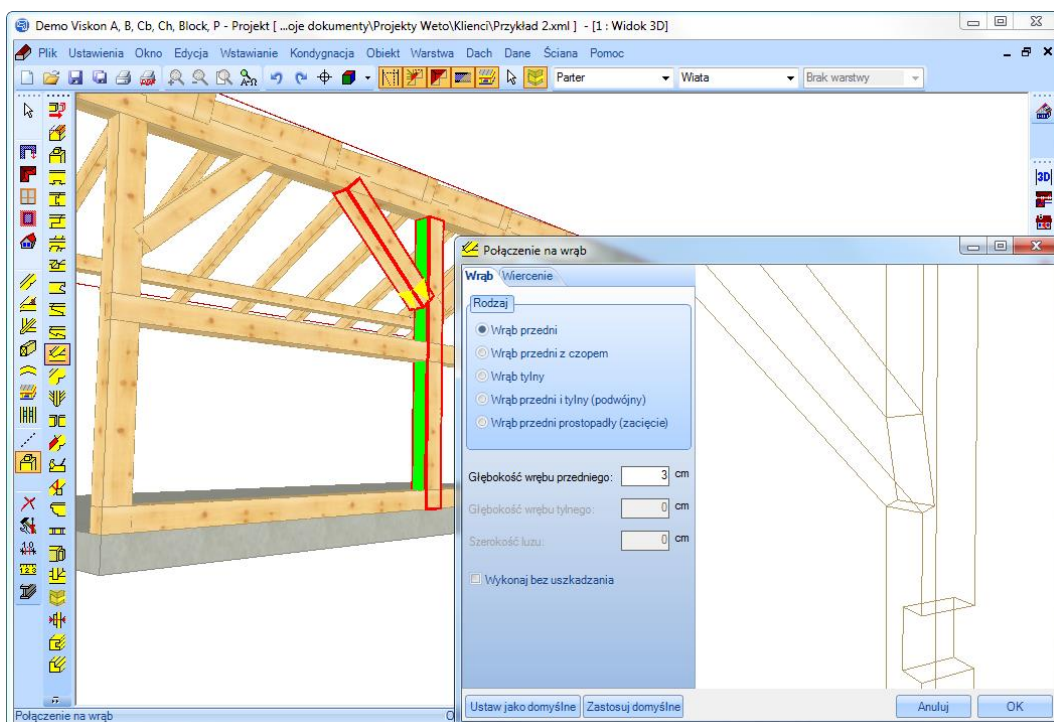 Demo Viskon A, B, Cb, Ch, Block, P - Projekt [ ...oje dokumenty\Projekty Weto\Klienci\Przykład 2.xml ] - [1 : Widok 3D]
Plik Ustawienia Okno Edycja Wstawianie Kondygnacja Obiekt Warstwa Dach Dane Ściana Pomoc
Parter Wiata Brak warstwy
3D
Połączenie na wrąb
Wrąb Wiercenie
Rodzaj
Wrąb przedni
Wrąb przedni z czopem
Wrąb tylny
Wrąb przedni i tylny (podwójny)
Wrąb przedni prostopadły (zacięcie)
Głębokość wrębu przedniego: 3 cm
Głębokość wrębu tylnego: 0 cm
Szerokość luzu: 0 cm
Wykonaj bez uszkadzania
Ustaw jako domyślne Zastosuj domyślne Anuluj OK
Połączenie na wrąb